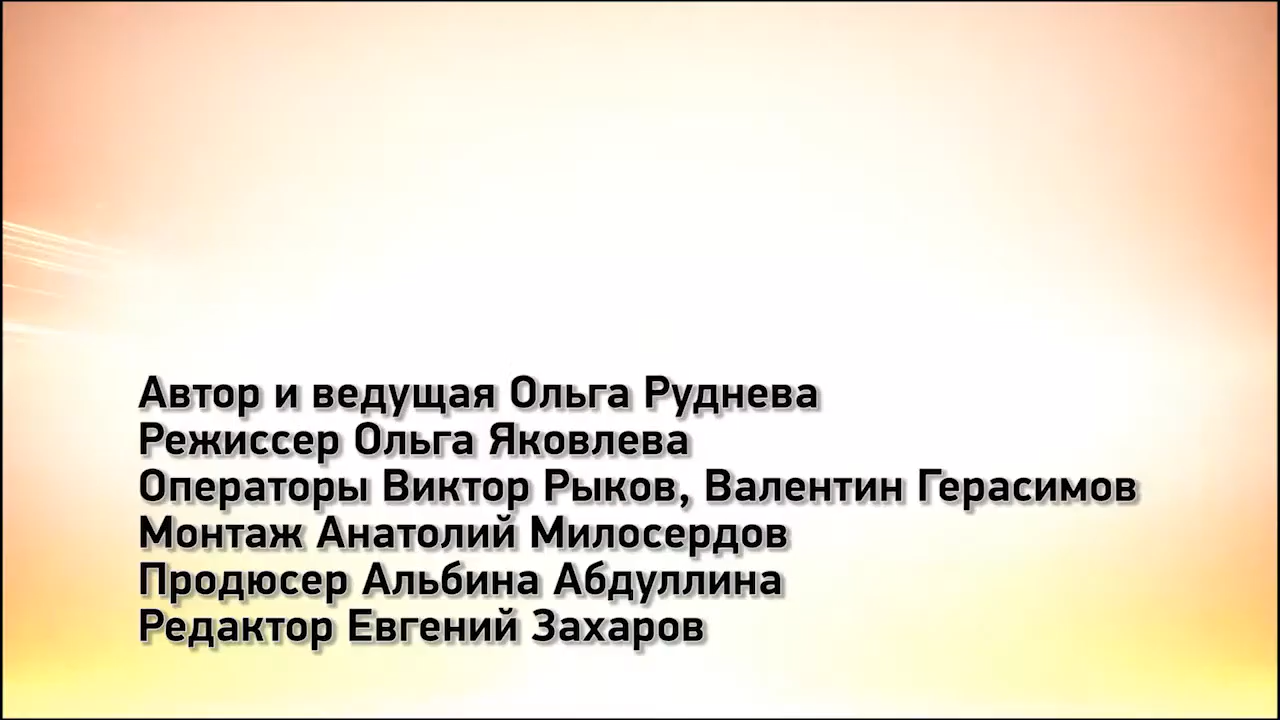 Автор и ведущая Ольга Руднева
Режиссер Ольга Яковлева
Операторы Виктор Рыков, Валентин Герасимов
Монтаж Анатолий Милосердов
Продюсер Альбина Абдуллина
Редактор Евгений Захаров